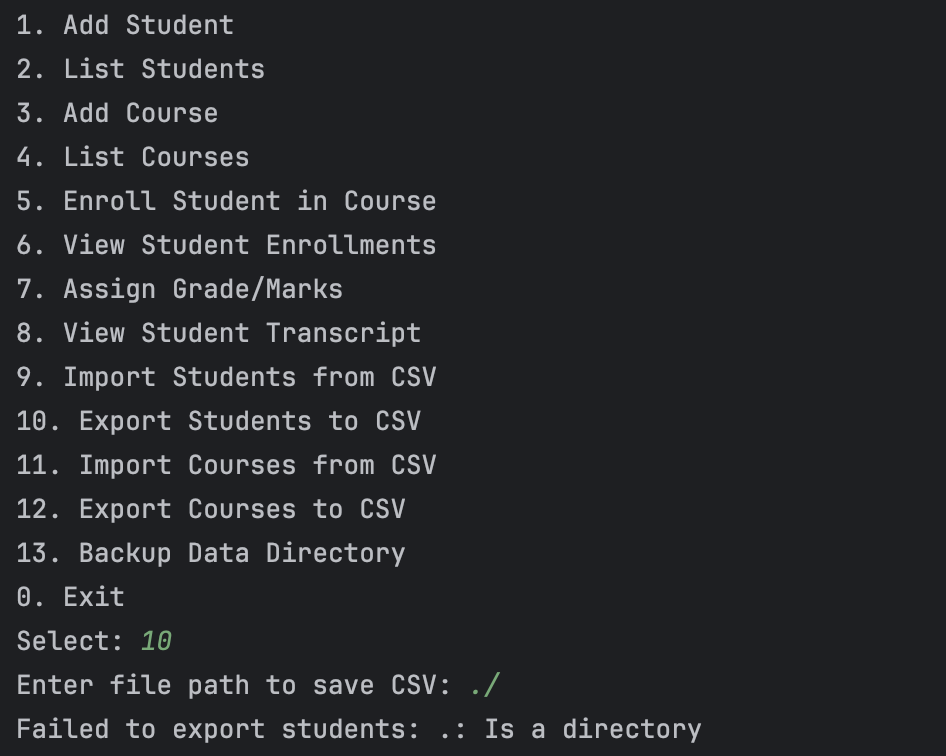 1. Add Student
2. List Students
3. Add Course
4. List Courses
5. Enroll Student in Course
6. View Student Enrollments
7. Assign Grade/Marks
8. View Student Transcript
9. Import Students from CSV
10. Export Students to CSV
11. Import Courses from CSV
12. Export Courses to CSV
13. Backup Data Directory
0. Exit
Select: 10
Enter file path to save CSV: ./
Failed to export students: .: Is a directory